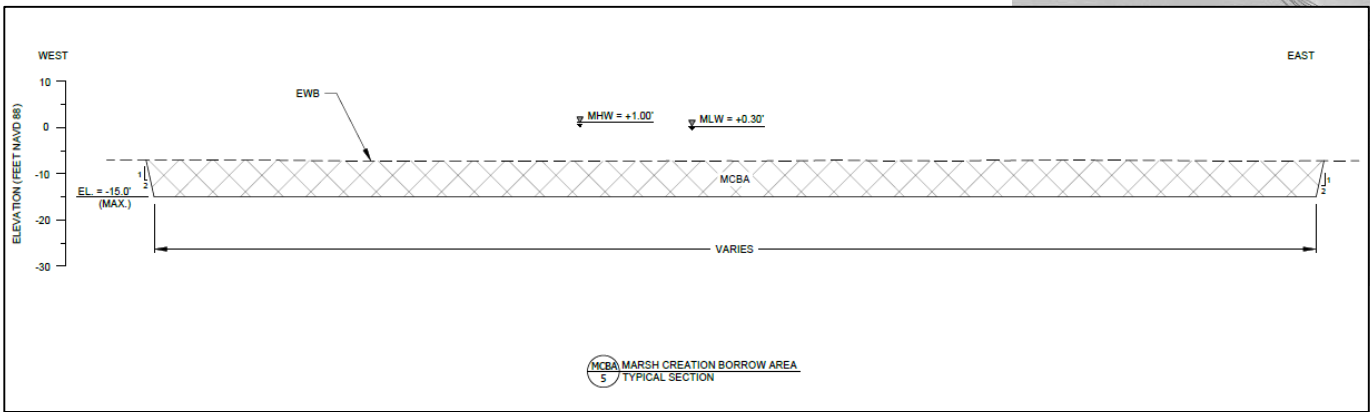 WEST
EAST
ELEVATION (FEET NAVD 88)
10
0
-10
-20
-30
EWB
MHW = +1.00'
MLW = +0.30'
1
2
EL. = -15.0'
(MAX.)
MCBA
1
2
VARIES
MCBA MARSH CREATION BORROW AREA
5 TYPICAL SECTION